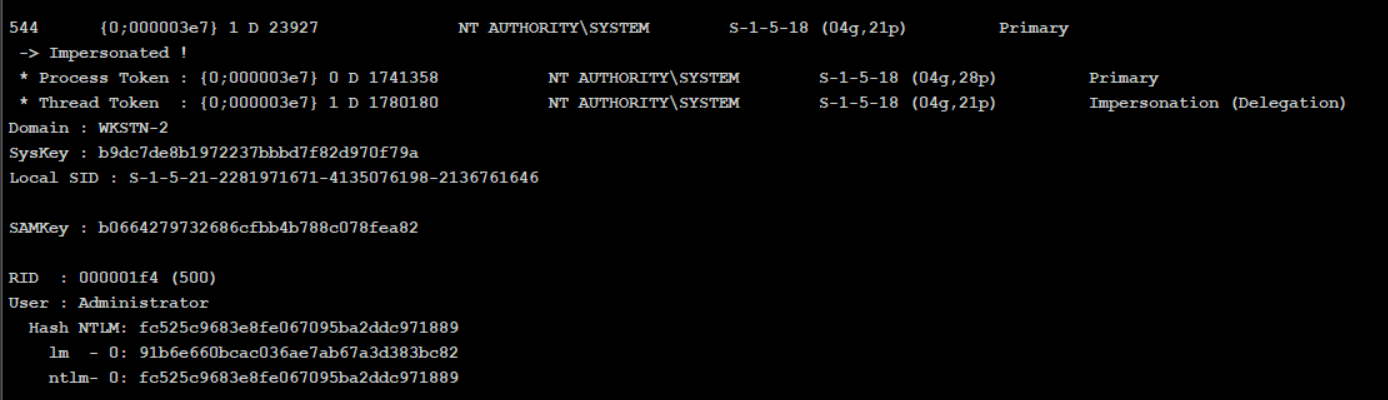 544 {0;000003e7} 1 D 23927 NT AUTHORITY\SYSTEM S-1-5-18 (04g,21p) Primary
-> Impersonated !
* Process Token : {0;000003e7} 0 D 1741358 NT AUTHORITY\SYSTEM S-1-5-18 (04g,28p) Primary
* Thread Token : {0;000003e7} 1 D 1780180 NT AUTHORITY\SYSTEM S-1-5-18 (04g,21p) Impersonation (Delegation)
Domain : WKSTN-2
SysKey : b9dc7de8b1972237bbbd7f82d970f79a
Local SID : S-1-5-21-2281971671-4135076198-2136761646
SAMKey : b0664279732686cfbb4b788c078fea82
RID : 000001f4 (500)
User : Administrator
Hash NTLM: fc525c9683e8fe067095ba2ddc971889
lm - 0: 91b6e660bcac036ae7ab67a3d383bc82
ntlm- 0: fc525c9683e8fe067095ba2ddc971889